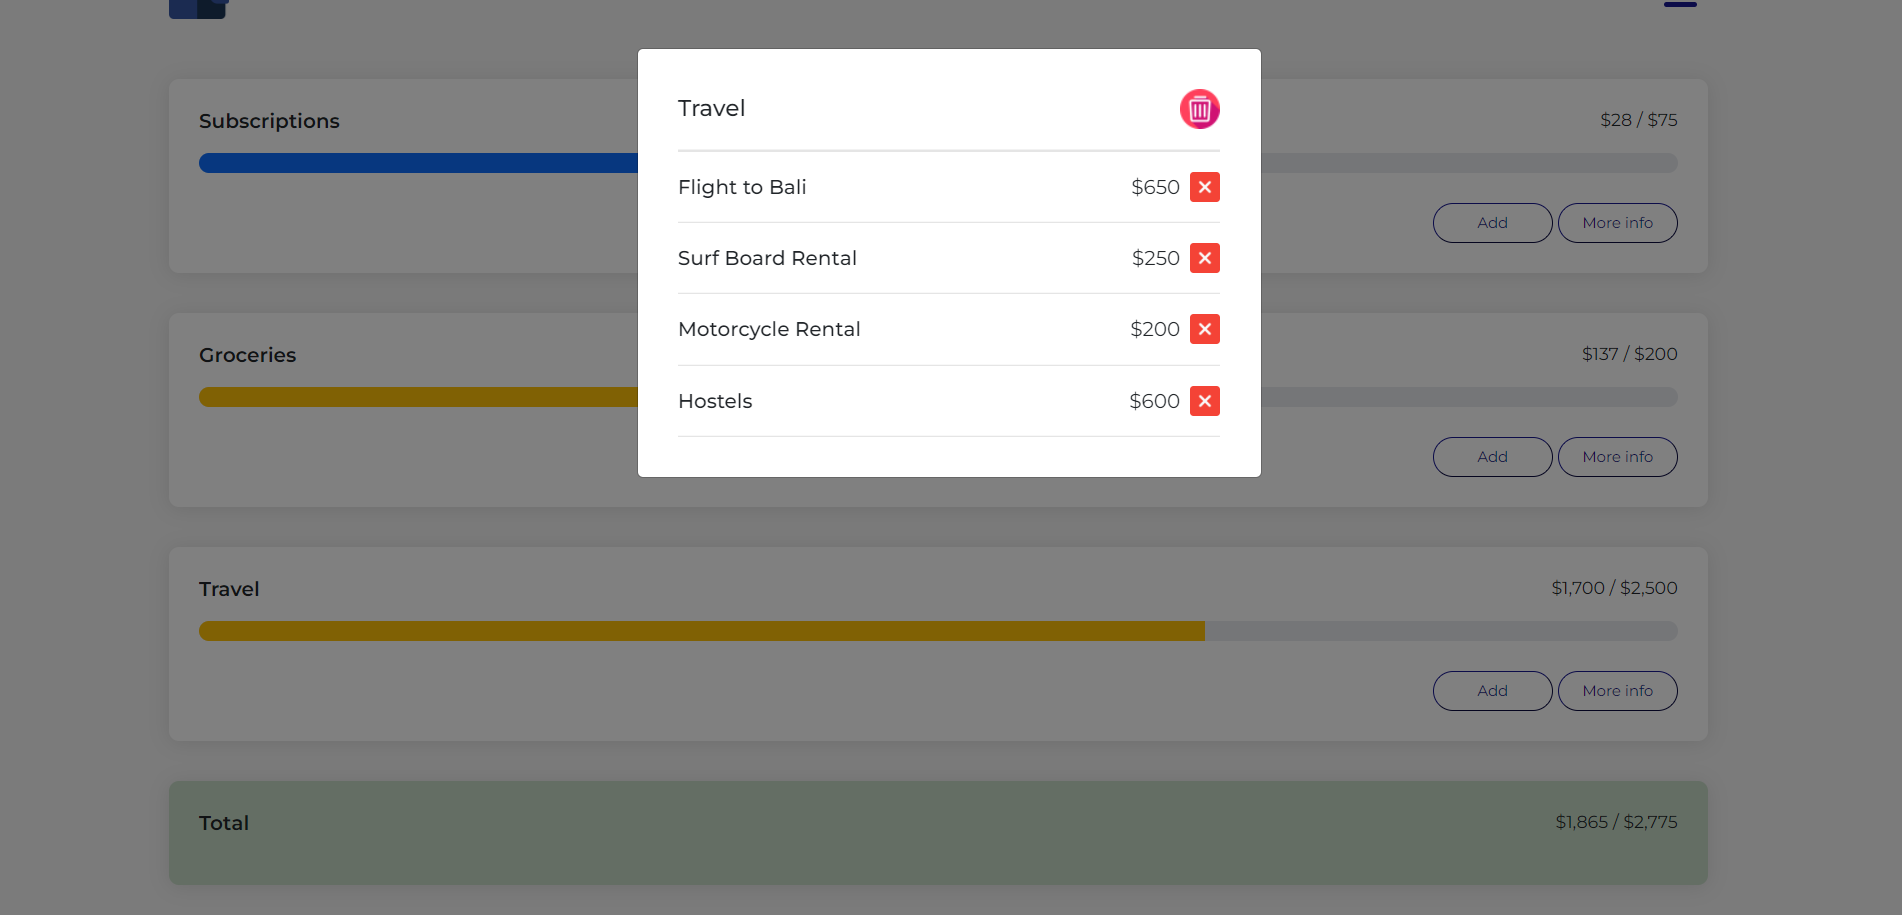 Travel
Flight to Bali $650
Surf Board Rental $250
Motorcycle Rental $200
Hostels $600
Subscriptions $28 / $75
Add More info
Groceries $137 / $200
Add More info
Travel $1,700 / $2,500
Add More info
Total $1,865 / $2,775